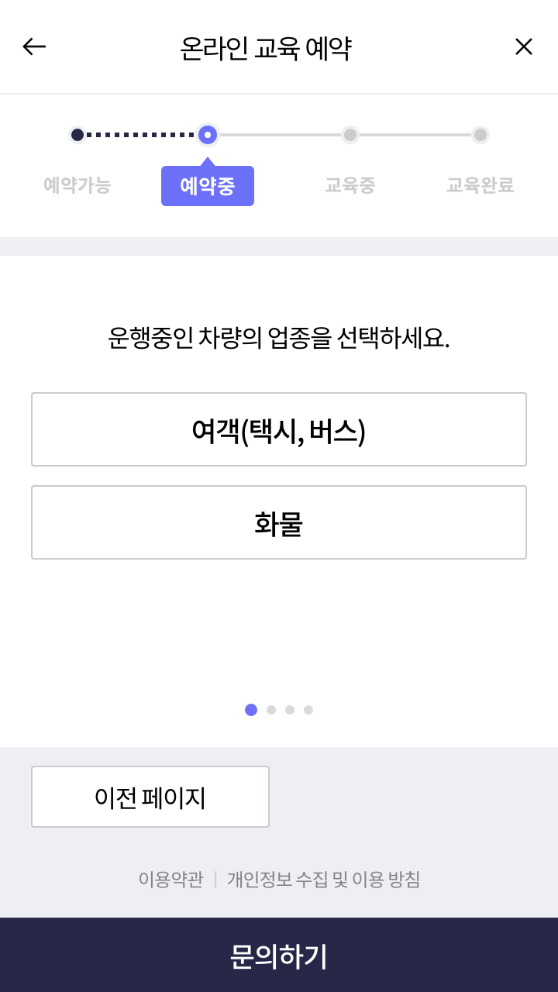 온라인 교육 예약
예약가능
예약중
교육중
교육완료
운행중인 차량의 업종을 선택하세요.
여객(택시, 버스)
화물
이전 페이지
이용약관 | 개인정보 수집 및 이용 방침
문의하기